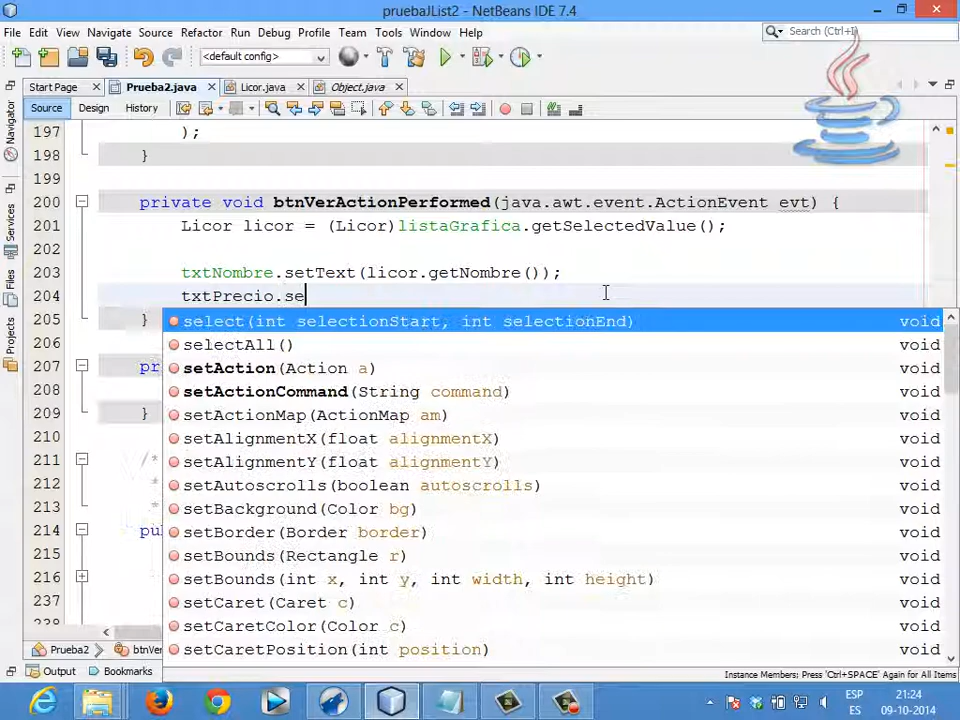 pruebaJList2 - NetBeans IDE 7.4
File Edit View Navigate Source Refactor Run Debug Profile Team Tools Window Help
Search (Ctrl+I)
<default config>
Start Page Prueba2.java Licor.java Object.java
Source Design History
Navigator
Services
Files
Projects
197 );
198 }
199
200 private void btnVerActionPerformed(java.awt.event.ActionEvent evt) {
201 Licor licor = (Licor)listaGrafica.getSelectedValue();
202
203 txtNombre.setText(licor.getNombre());
204 txtPrecio.se
205 }
206
207 pr
208
209 }
210
211 /*
212 *
213 *
214 pu
215
216
237
238
select(int selectionStart, int selectionEnd) void
selectAll() void
setAction(Action a) void
setActionCommand(String command) void
setActionMap(ActionMap am) void
setAlignmentX(float alignmentX) void
setAlignmentY(float alignmentY) void
setAutoscrolls(boolean autoscrolls) void
setBackground(Color bg) void
setBorder(Border border) void
setBounds(Rectangle r) void
setBounds(int x, int y, int width, int height) void
setCaret(Caret c) void
setCaretColor(Color c) void
setCaretPosition(int position) void
Instance Members; Press 'Ctrl+SPACE' Again for All Items
Prueba2 btnVer
Output Bookmarks
ESP
ES
21:24
09-10-2014